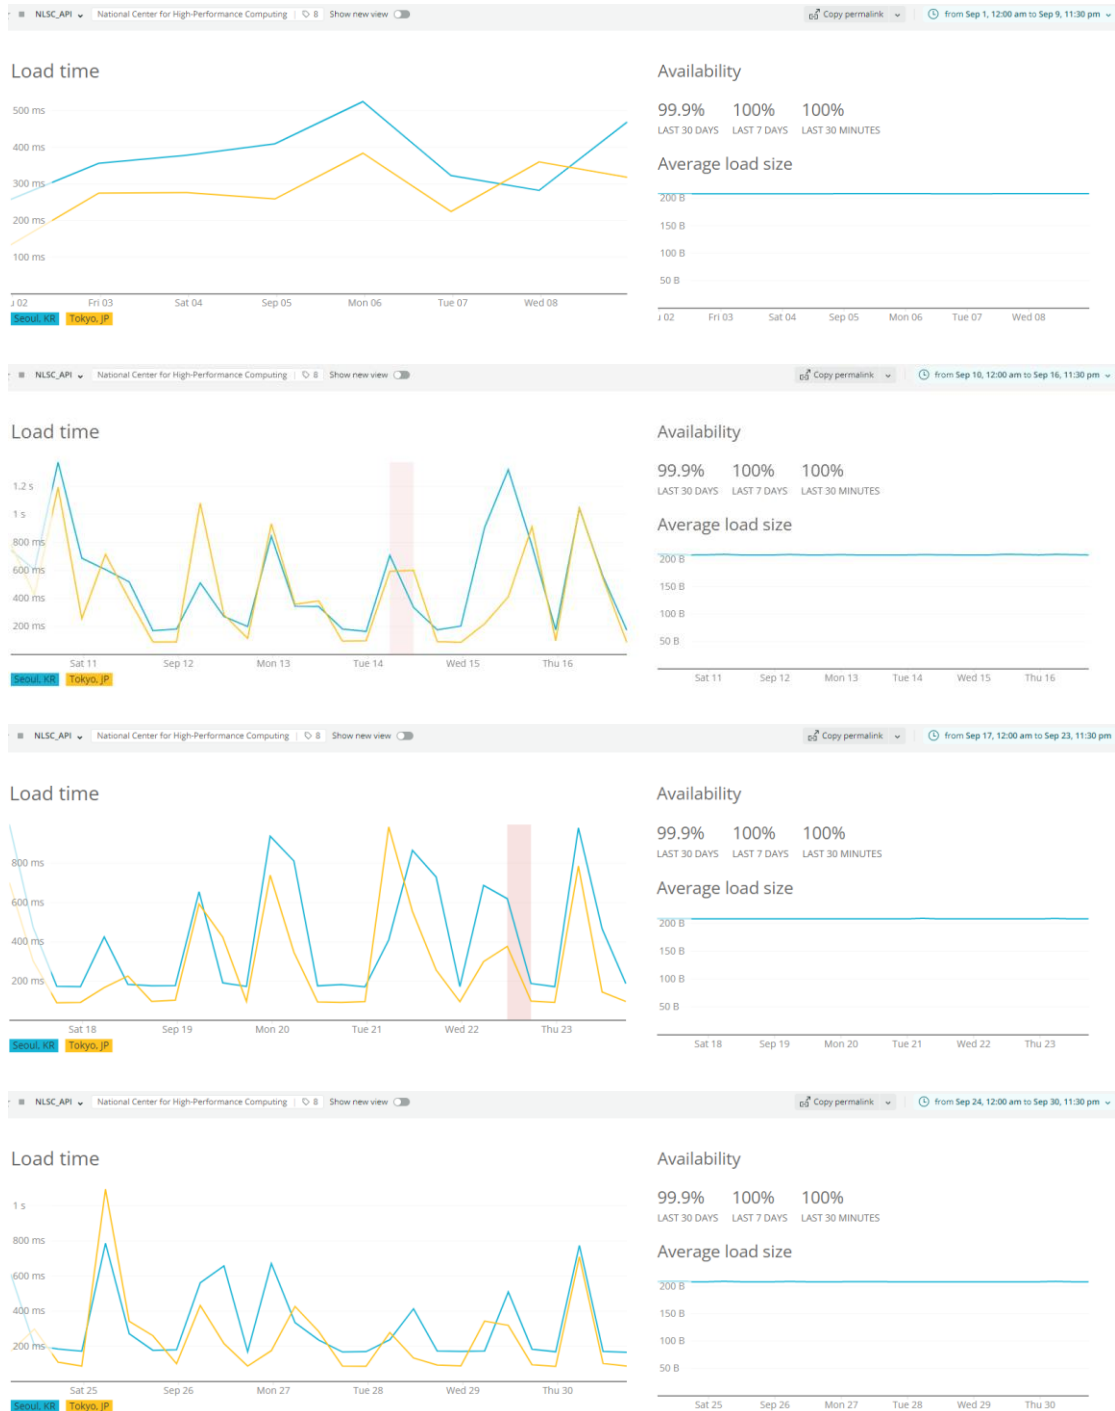 NLSC_API National Center for High-Performance Computing 8 Show new view Copy permalink from Sep 1, 12:00 am to Sep 9, 11:30 pm
Load time
500 ms
400 ms
300 ms
200 ms
100 ms
02 Fri 03 Sat 04 Sep 05 Mon 06 Tue 07 Wed 08
Seoul, KR Tokyo, JP
Availability
99.9% 100% 100%
LAST 30 DAYS LAST 7 DAYS LAST 30 MINUTES
Average load size
200 B
150 B
100 B
50 B
02 Fri 03 Sat 04 Sep 05 Mon 06 Tue 07 Wed 08
NLSC_API National Center for High-Performance Computing 8 Show new view Copy permalink from Sep 10, 12:00 am to Sep 16, 11:30 pm
Load time
1.2 s
1 s
800 ms
600 ms
400 ms
200 ms
Sat 11 Sep 12 Mon 13 Tue 14 Wed 15 Thu 16
Seoul, KR Tokyo, JP
Availability
99.9% 100% 100%
LAST 30 DAYS LAST 7 DAYS LAST 30 MINUTES
Average load size
200 B
150 B
100 B
50 B
Sat 11 Sep 12 Mon 13 Tue 14 Wed 15 Thu 16
NLSC_API National Center for High-Performance Computing 8 Show new view Copy permalink from Sep 17, 12:00 am to Sep 23, 11:30 pm
Load time
800 ms
600 ms
400 ms
200 ms
Sat 18 Sep 19 Mon 20 Tue 21 Wed 22 Thu 23
Seoul, KR Tokyo, JP
Availability
99.9% 100% 100%
LAST 30 DAYS LAST 7 DAYS LAST 30 MINUTES
Average load size
200 B
150 B
100 B
50 B
Sat 18 Sep 19 Mon 20 Tue 21 Wed 22 Thu 23
NLSC_API National Center for High-Performance Computing 8 Show new view Copy permalink from Sep 24, 12:00 am to Sep 30, 11:30 pm
Load time
1 s
800 ms
600 ms
400 ms
200 ms
Sat 25 Sep 26 Mon 27 Tue 28 Wed 29 Thu 30
Seoul, KR Tokyo, JP
Availability
99.9% 100% 100%
LAST 30 DAYS LAST 7 DAYS LAST 30 MINUTES
Average load size
200 B
150 B
100 B
50 B
Sat 25 Sep 26 Mon 27 Tue 28 Wed 29 Thu 30